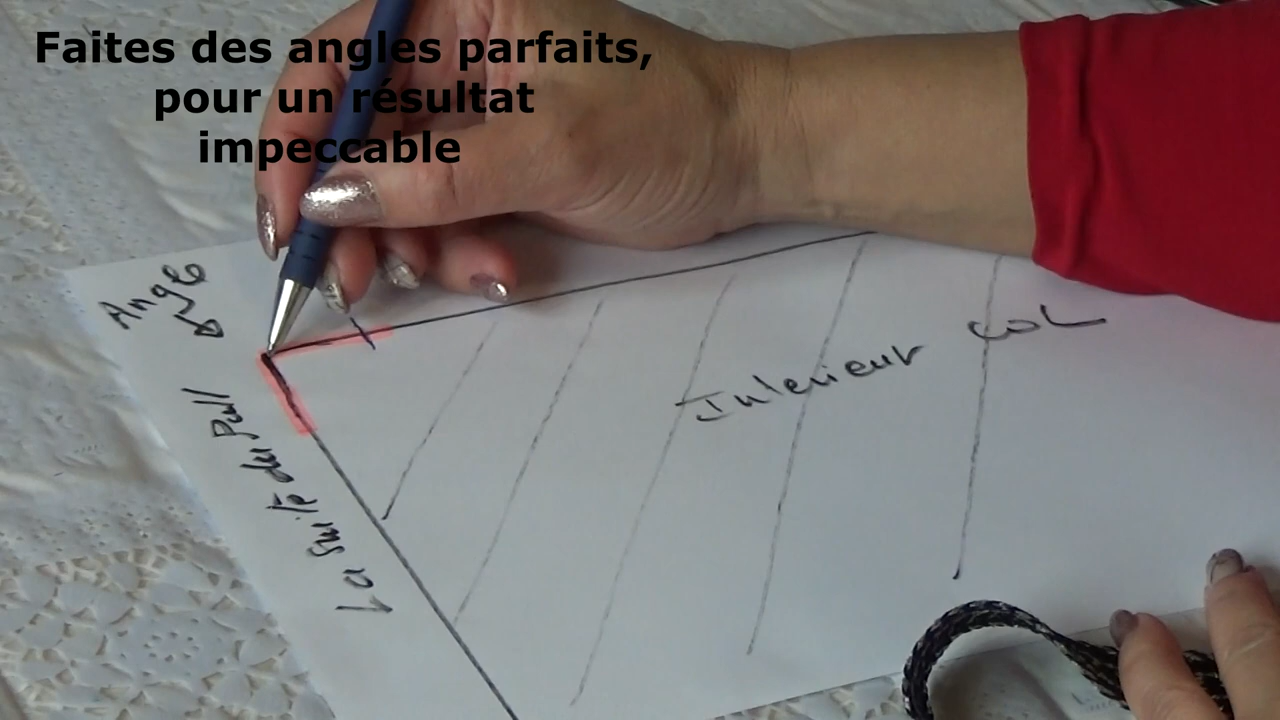 Faites des angles parfaits,
pour un résultat
impeccable
Angle
La suite du Pull
Interieur COL